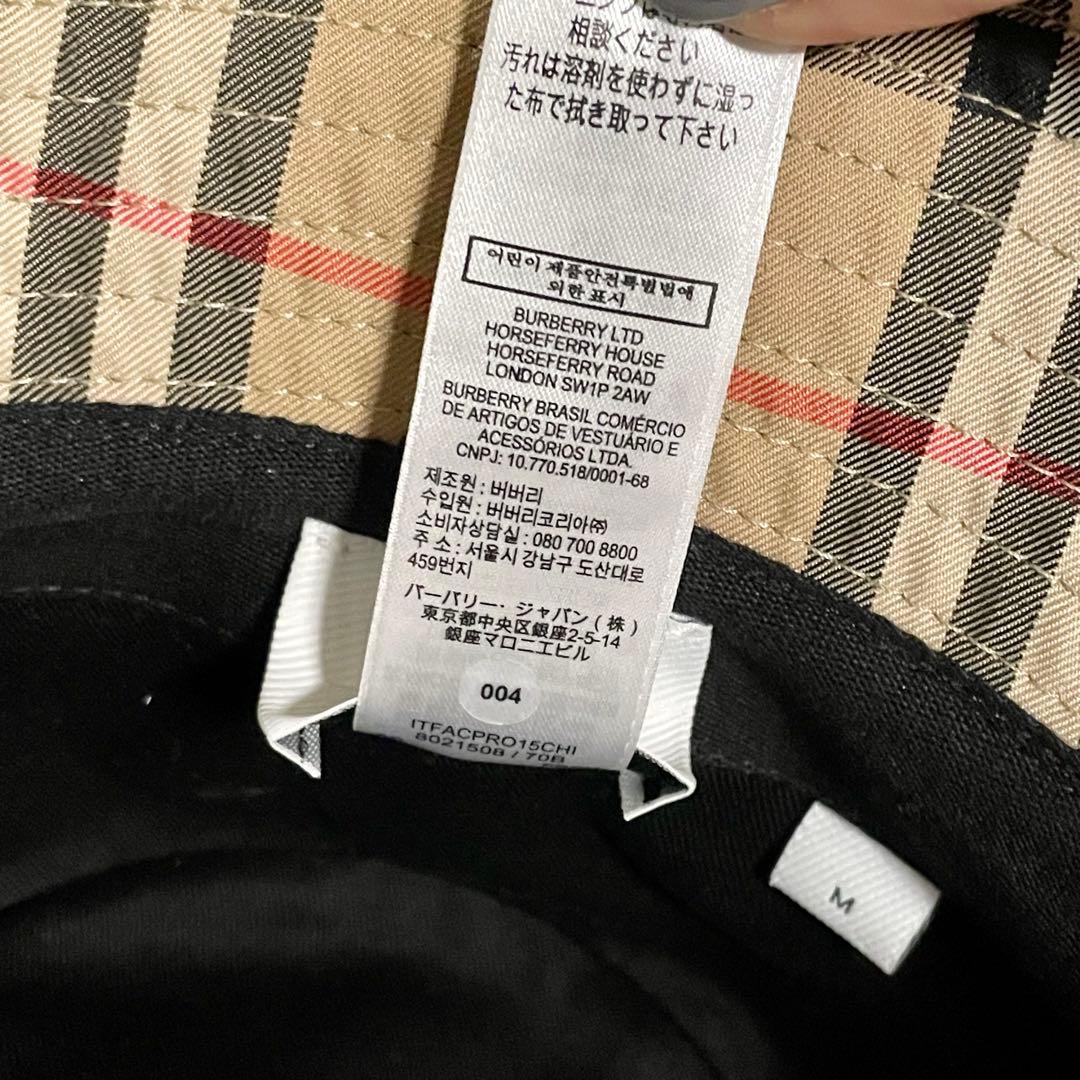 相談ください
汚れは溶剤を使わずに湿っ
た布で拭き取って下さい
어린이 제품안전특별법에
의한 표시
BURBERRY LTD
HORSEFERRY HOUSE
HORSEFERRY ROAD
LONDON SW1P 2AW
BURBERRY BRASIL COMÉRCIO
DE ARTIGOS DE VESTUÁRIO E
ACESSÓRIOS LTDA.
CNPJ: 10.770.518/0001-68
제조원 : 버버리
수입원 : 버버리코리아㈜
소비자상담실 : 080 700 8800
주 소 : 서울시 강남구 도산대로
459번지
バーバリー・ジャパン ( 株 )
東京都中央区銀座2-5-14
銀座マロニエビル
004
ITFACPRO15CHI
8021508 / 70B
M